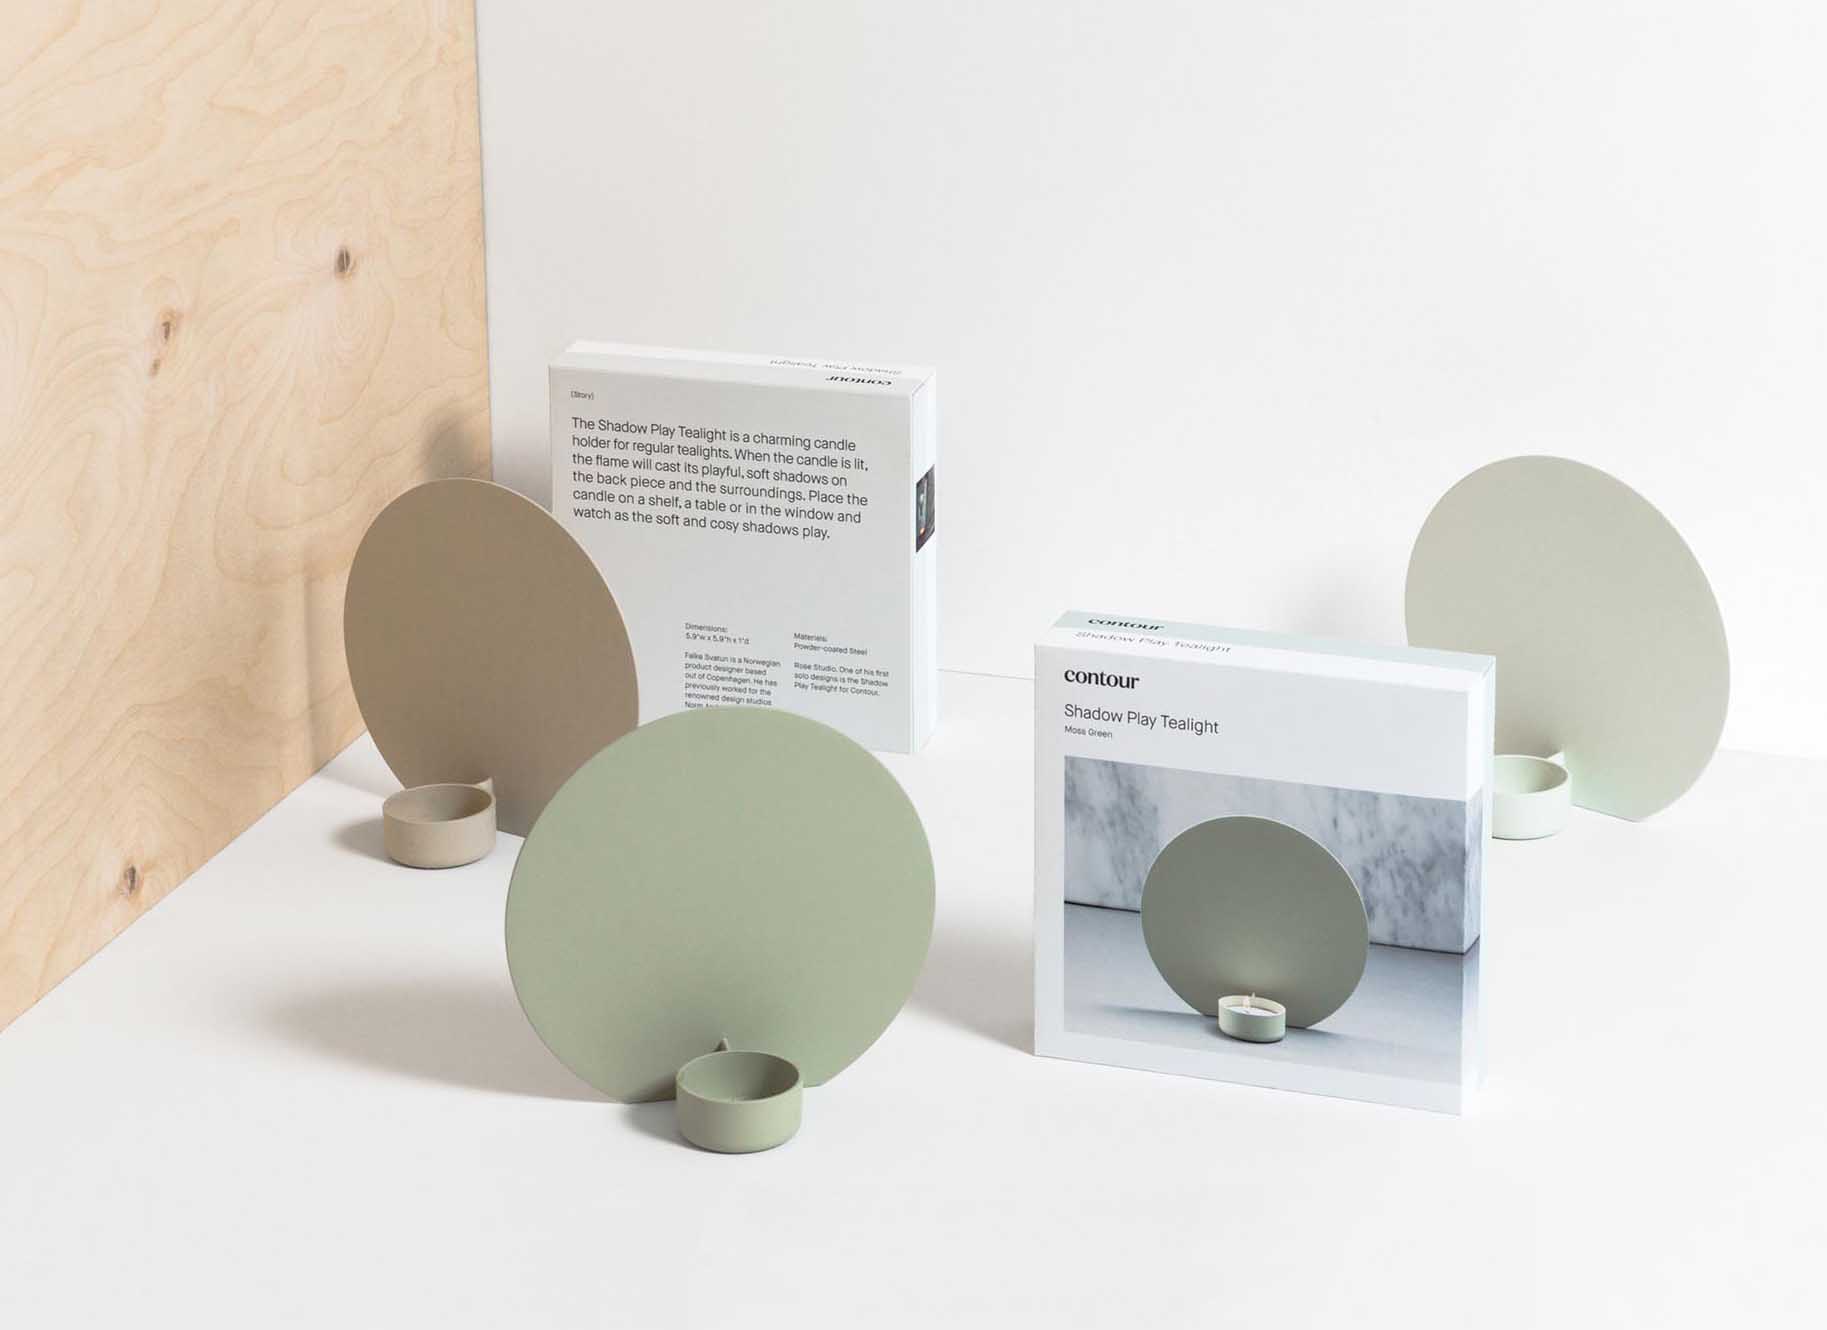 Shadow Play Tealight
contour
(Story)
The Shadow Play Tealight is a charming candle
holder for regular tealights. When the candle is lit,
the flame will cast its playful, soft shadows on
the back piece and the surroundings. Place the
candle on a shelf, a table or in the window and
watch as the soft and cosy shadows play.
Dimensions:
5.9"w x 5.9"h x 1"d
Materiels:
Powder-coated Steel
Falke Svatun is a Norwegian
product designer based
out of Copenhagen. He has
previously worked for the
renowned design studios
Norm
Rose Studio. One of his first
solo designs is the Shadow
Play Tealight for Contour.
contour
Shadow Play Tealight
contour
Shadow Play Tealight
Moss Green